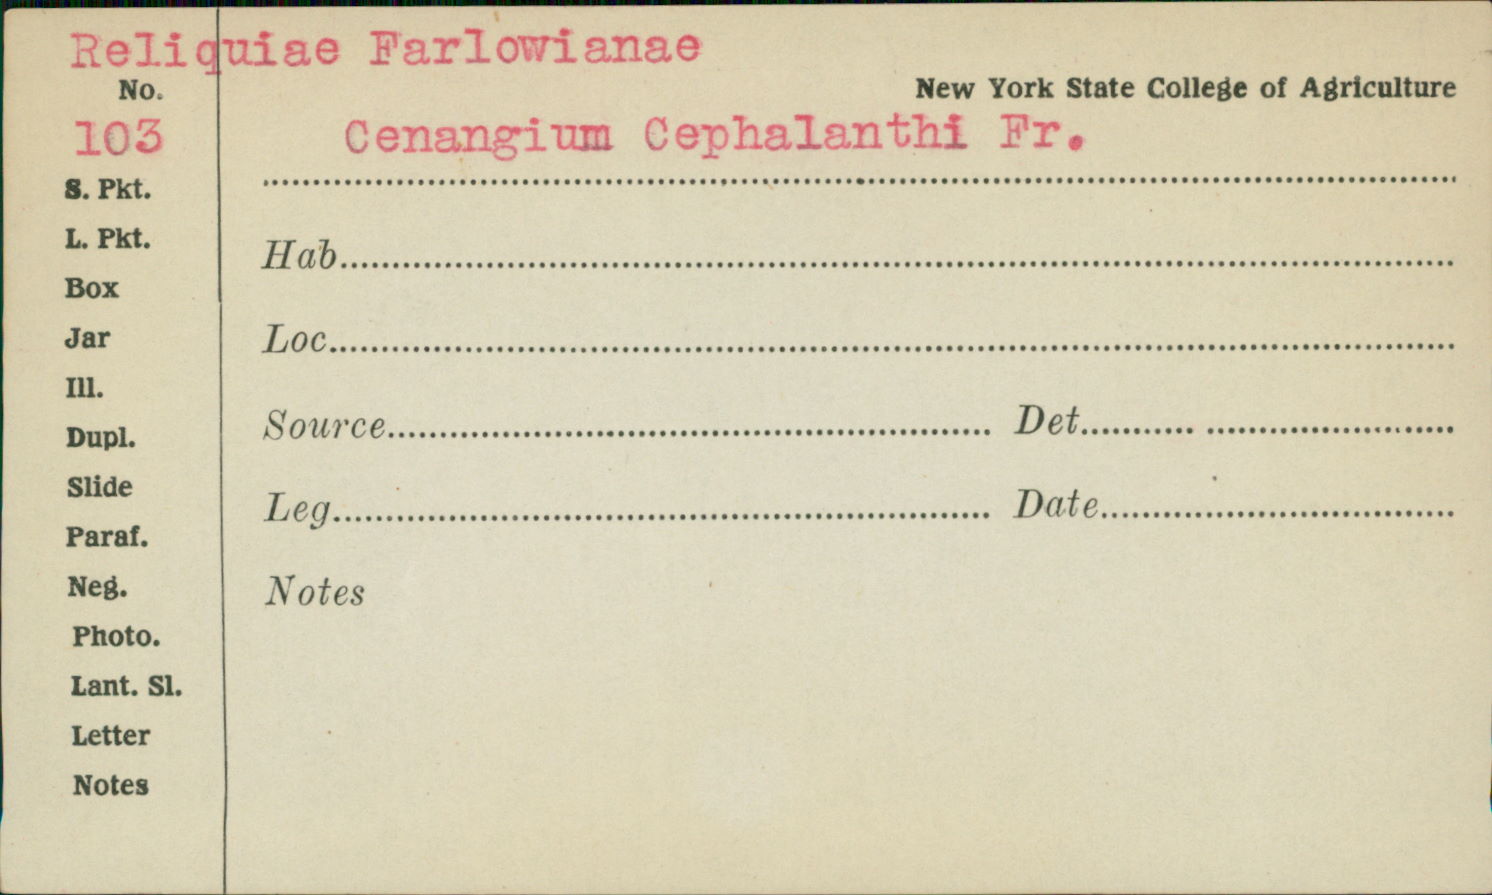 Reliquiae Farlowianae
No.
New York State College of Agriculture
103
Cenangium Cephalanthi Fr.
S. Pkt.
L. Pkt.
Hab
Box
Jar
Loc
Ill.
Dupl.
Source Det
Slide
Leg Date
Paraf.
Neg.
Notes
Photo.
Lant. Sl.
Letter
Notes